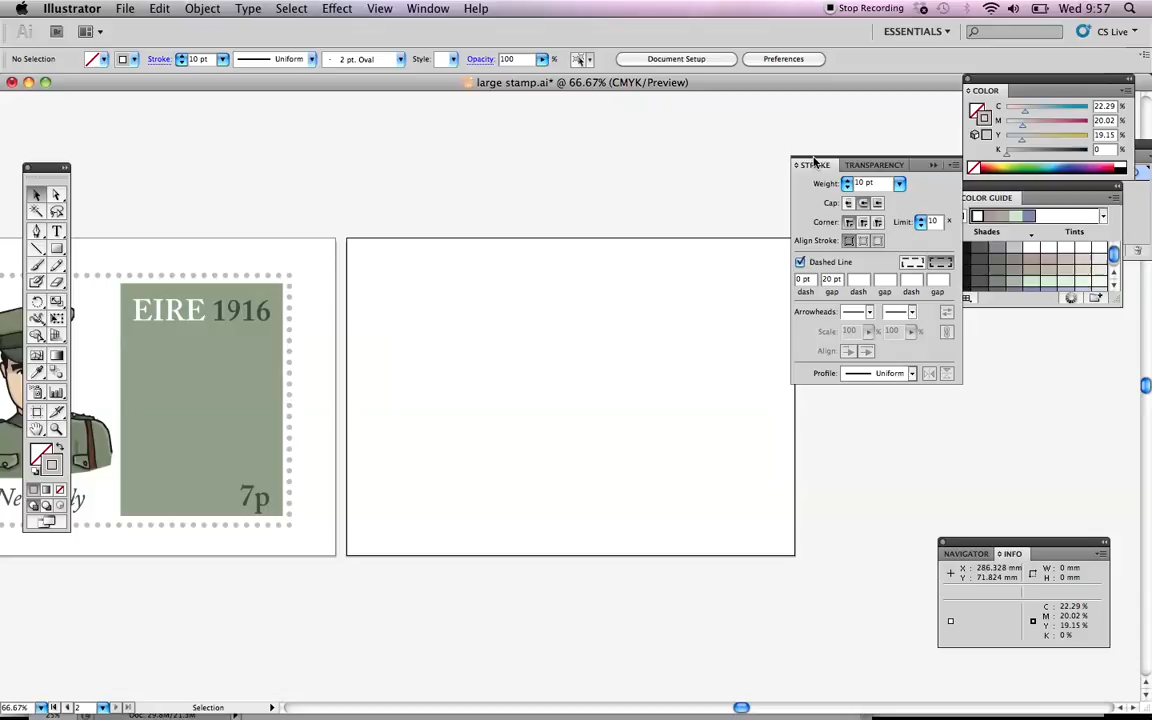 Illustrator File Edit Object Type Select Effect View Window Help Stop Recording Wed 9:57
Ai Br ESSENTIALS CS Live
No Selection Stroke: 10 pt Uniform 2 pt. Oval Style: Opacity: 100 % Document Setup Preferences
large stamp.ai* @ 66.67% (CMYK/Preview)
COLOR
C 22.29 %
M 20.02 %
Y 19.15 %
K 0 %
STROKE TRANSPARENCY
Weight: 10 pt
Cap:
Corner: Limit: 10 x
Align Stroke:
Dashed Line
0 pt 20 pt
dash gap dash gap dash gap
Arrowheads:
Scale: 100 % 100 %
Align:
Profile: Uniform
COLOR GUIDE
Shades Tints
EIRE 1916
7p
NAVIGATOR INFO
X : 286.328 mm
Y : 71.824 mm
W : 0 mm
H : 0 mm
C : 22.29 %
M : 20.02 %
Y : 19.15 %
K : 0 %
66.67% 2 Selection